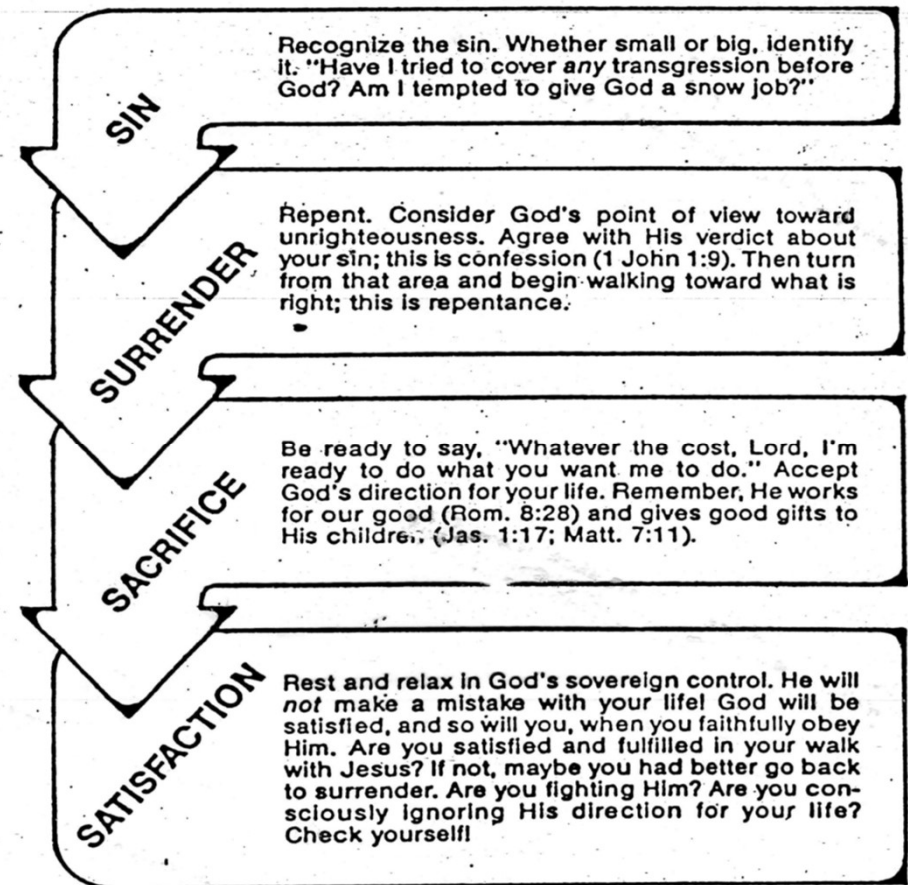 SIN
Recognize the sin. Whether small or big, identify
it. "Have I tried to cover any transgression before
God? Am I tempted to give God a snow job?"
SURRENDER
Repent. Consider God's point of view toward
unrighteousness. Agree with His verdict about
your sin; this is confession (1 John 1:9). Then turn
from that area and begin walking toward what is
right; this is repentance.
SACRIFICE
Be ready to say, "Whatever the cost, Lord, I'm
ready to do what you want me to do." Accept
God's direction for your life. Remember, He works
for our good (Rom. 8:28) and gives good gifts to
His children (Jas. 1:17; Matt. 7:11).
SATISFACTION
Rest and relax in God's sovereign control. He will
not make a mistake with your life! God will be
satisfied, and so will you, when you faithfully obey
Him. Are you satisfied and fulfilled in your walk
with Jesus? If not, maybe you had better go back
to surrender. Are you fighting Him? Are you con-
sciously ignoring His direction for your life?
Check yourself!